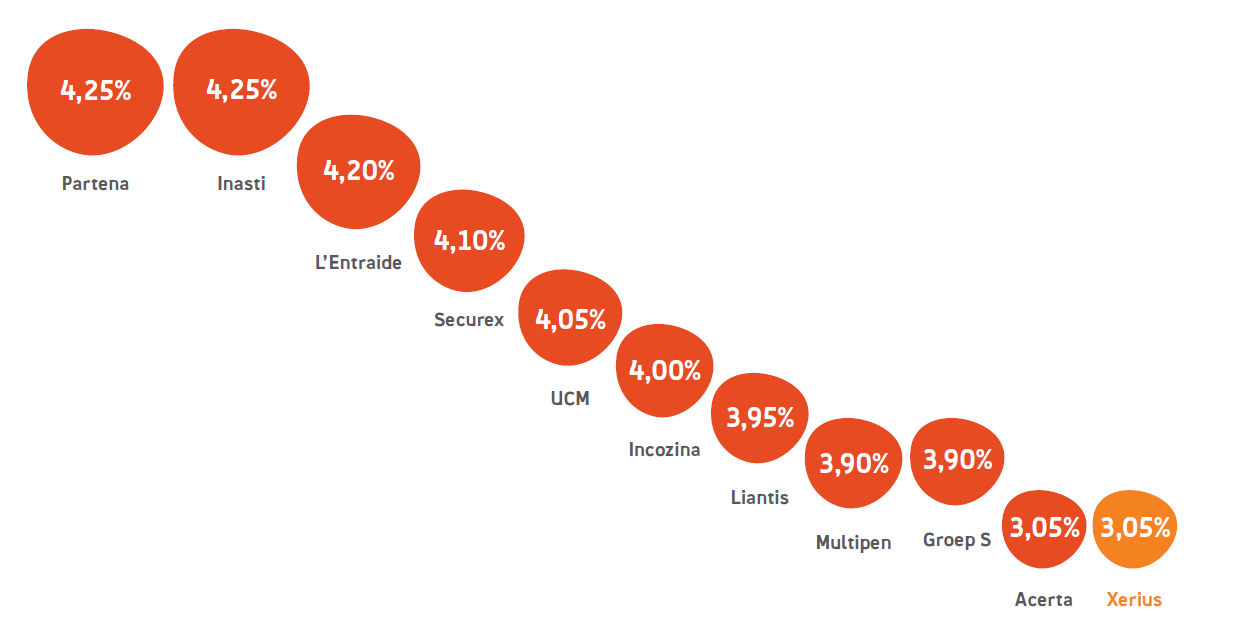 4,25%
Partena
4,25%
Inasti
4,20%
L'Entraide
4,10%
Securex
4,05%
UCM
4,00%
Incozina
3,95%
Liantis
3,90%
Multipen
3,90%
Groep S
3,05%
Acerta
3,05%
Xerius